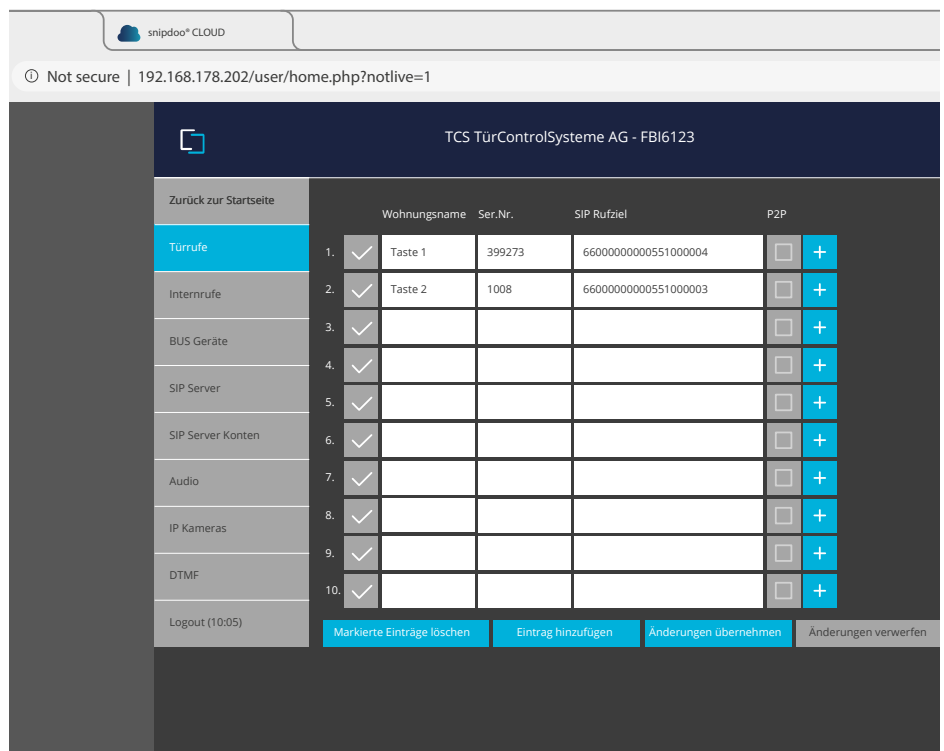 snipdoo® CLOUD
Not secure | 192.168.178.202/user/home.php?notlive=1
TCS TürControlSysteme AG - FBI6123
Zurück zur Startseite
Türrufe
Internrufe
BUS Geräte
SIP Server
SIP Server Konten
Audio
IP Kameras
DTMF
Logout (10:05)
Wohnungsname Ser.Nr. SIP Rufziel P2P
1. Taste 1 399273 66000000000551000004
2. Taste 2 1008 66000000000551000003
3.
4.
5.
6.
7.
8.
9.
10.
Markierte Einträge löschen Eintrag hinzufügen Änderungen übernehmen Änderungen verwerfen